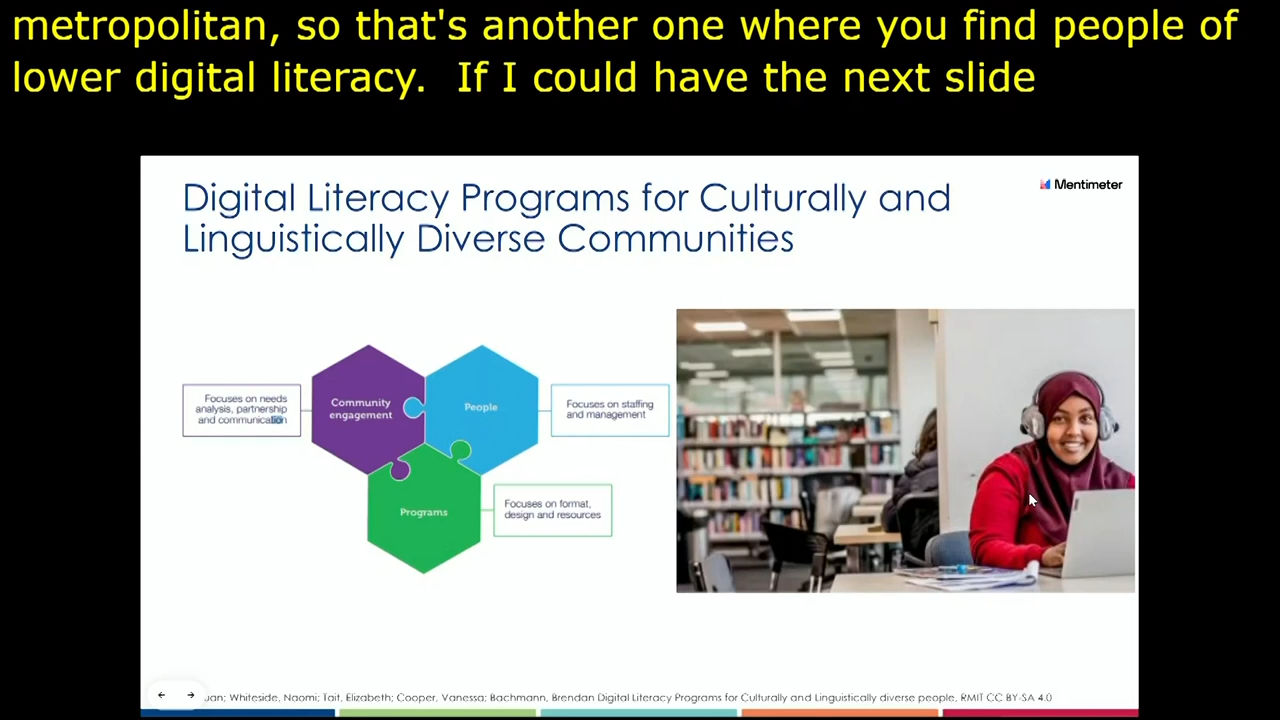 metropolitan, so that's another one where you find people of
lower digital literacy.  If I could have the next slide
Digital Literacy Programs for Culturally and
Linguistically Diverse Communities
Mentimeter
Focuses on needs
analysis, partnership
and communication
Community
engagement
People
Focuses on staffing
and management
Programs
Focuses on format,
design and resources
Whiteside, Naomi; Tait, Elizabeth; Cooper, Vanessa; Bachmann, Brendan Digital Literacy Programs for Culturally and Linguistically diverse people, RMIT CC BY-SA 4.0